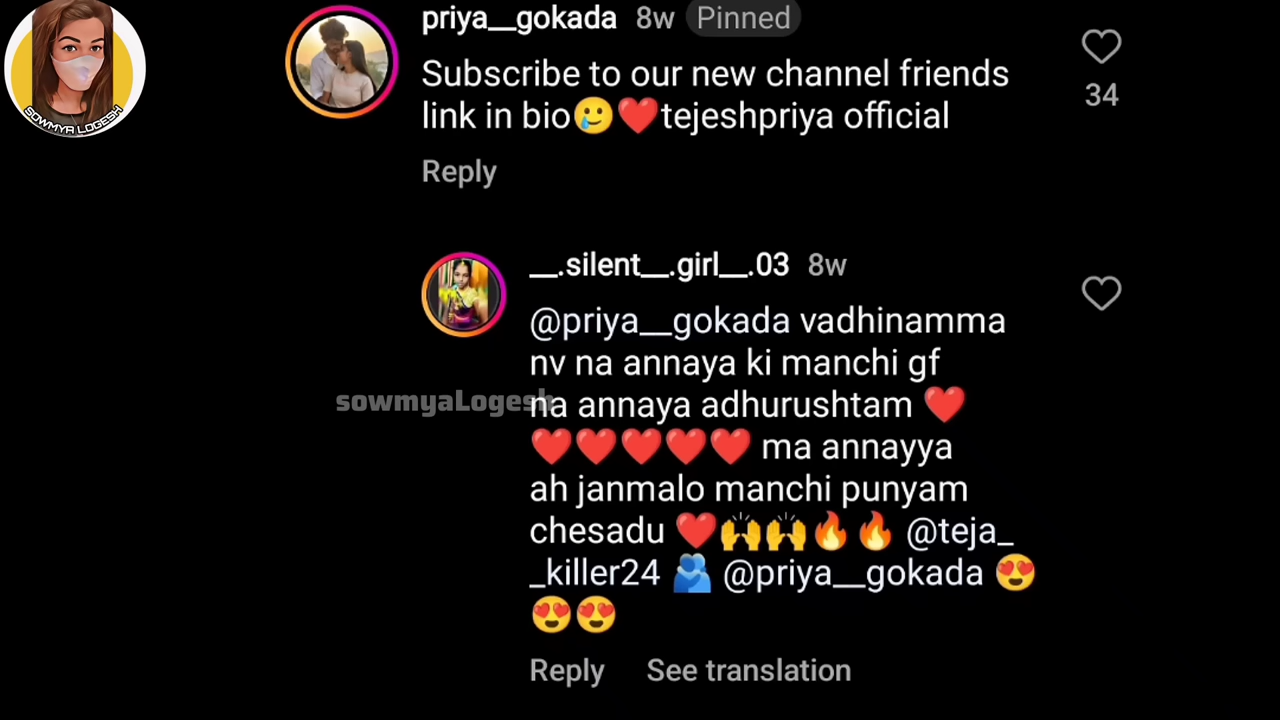 SOWMYA LOGESH
priya__gokada 8w Pinned
Subscribe to our new channel friends
link in bio🥲❤️tejeshpriya official
34
Reply
__.silent__.girl__.03 8w
@priya__gokada vadhinamma
nv na annaya ki manchi gf
sowmyaLogesh
na annaya adhurushtam ❤️
❤️❤️❤️❤️❤️ ma annayya
ah janmalo manchi punyam
chesadu ❤️🙌🙌🔥🔥 @teja_
_killer24 🫂 @priya__gokada 😍
😍😍
Reply See translation